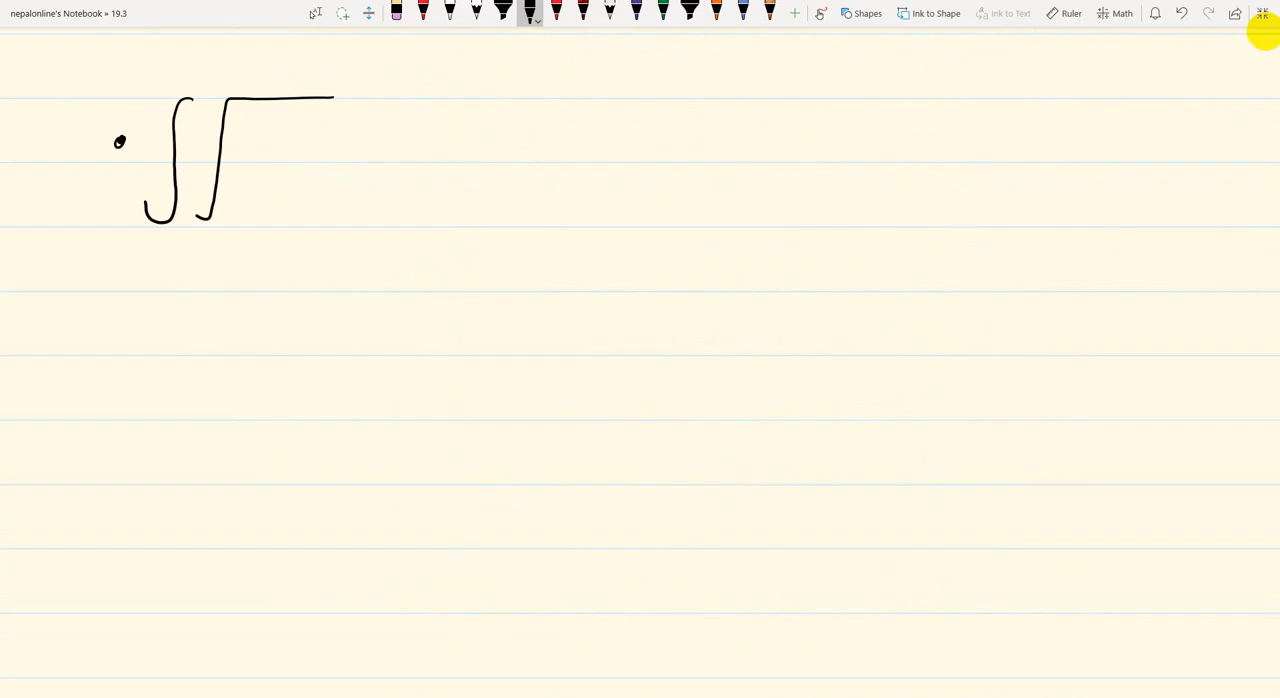 nepalonline's Notebook » 19.3
Shapes
Ink to Shape
Ink to Text
Ruler
Math
• ∫ √